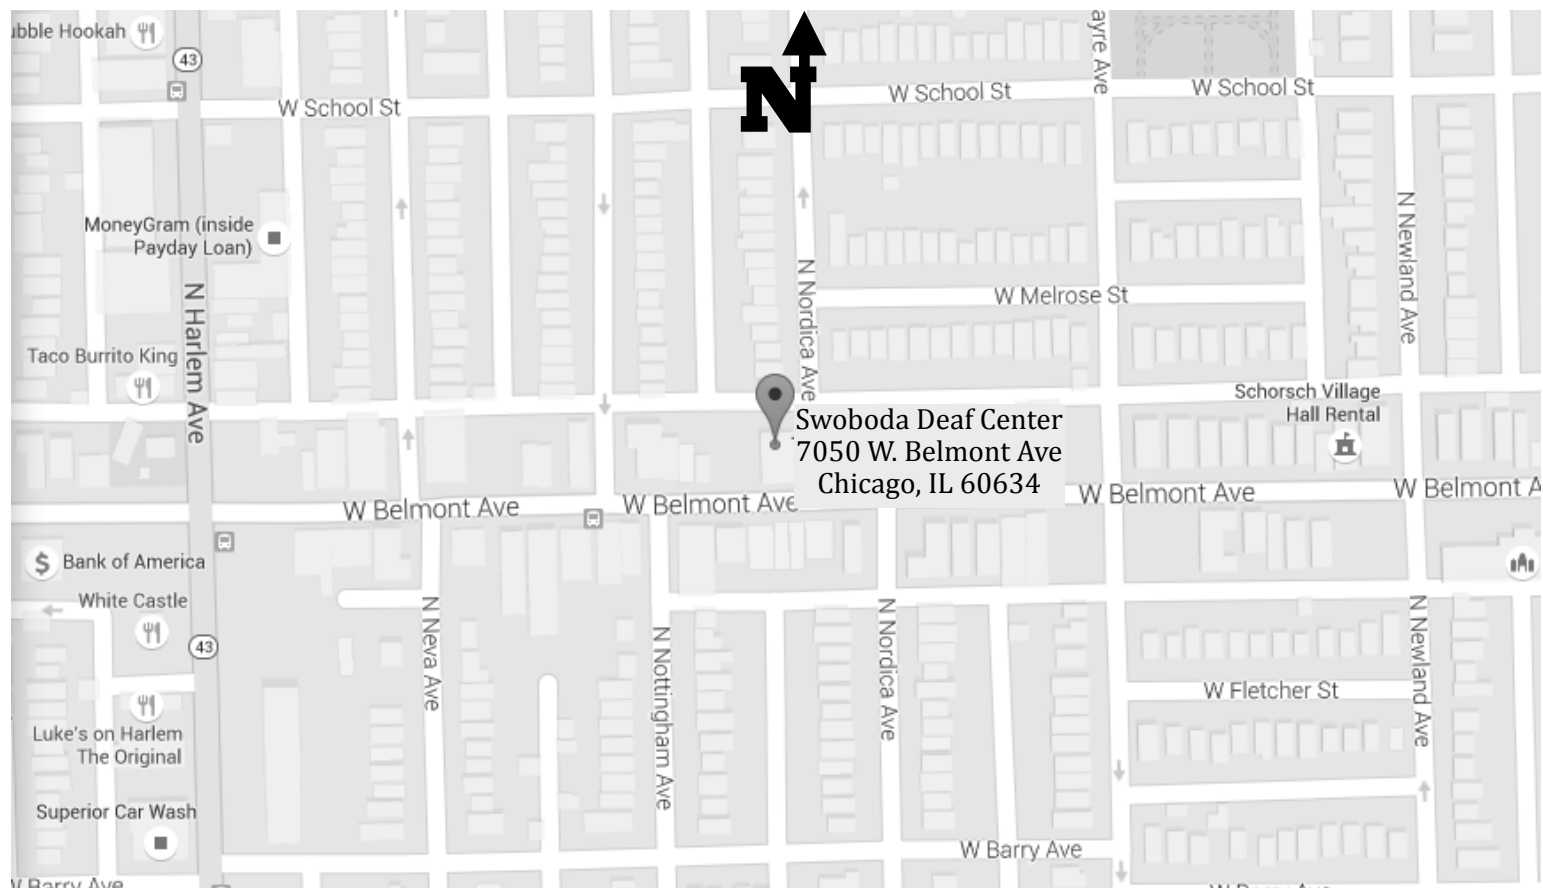 ubble Hookah
43
W School St
N
W School St
ayre Ave
W School St
MoneyGram (inside
Payday Loan)
N Newland Ave
N Harlem Ave
N Nordica Ave
W Melrose St
Taco Burrito King
Schorsch Village
Hall Rental
Swoboda Deaf Center
7050 W. Belmont Ave
Chicago, IL 60634
W Belmont Ave
W Belmont Ave
W Belmont Ave
W Belmont A
$ Bank of America
White Castle
43
N Neva Ave
N Nottingham Ave
N Nordica Ave
N Newland Ave
W Fletcher St
Luke's on Harlem
The Original
Superior Car Wash
W Barry Ave
W Barry Ave
W Barry Ave